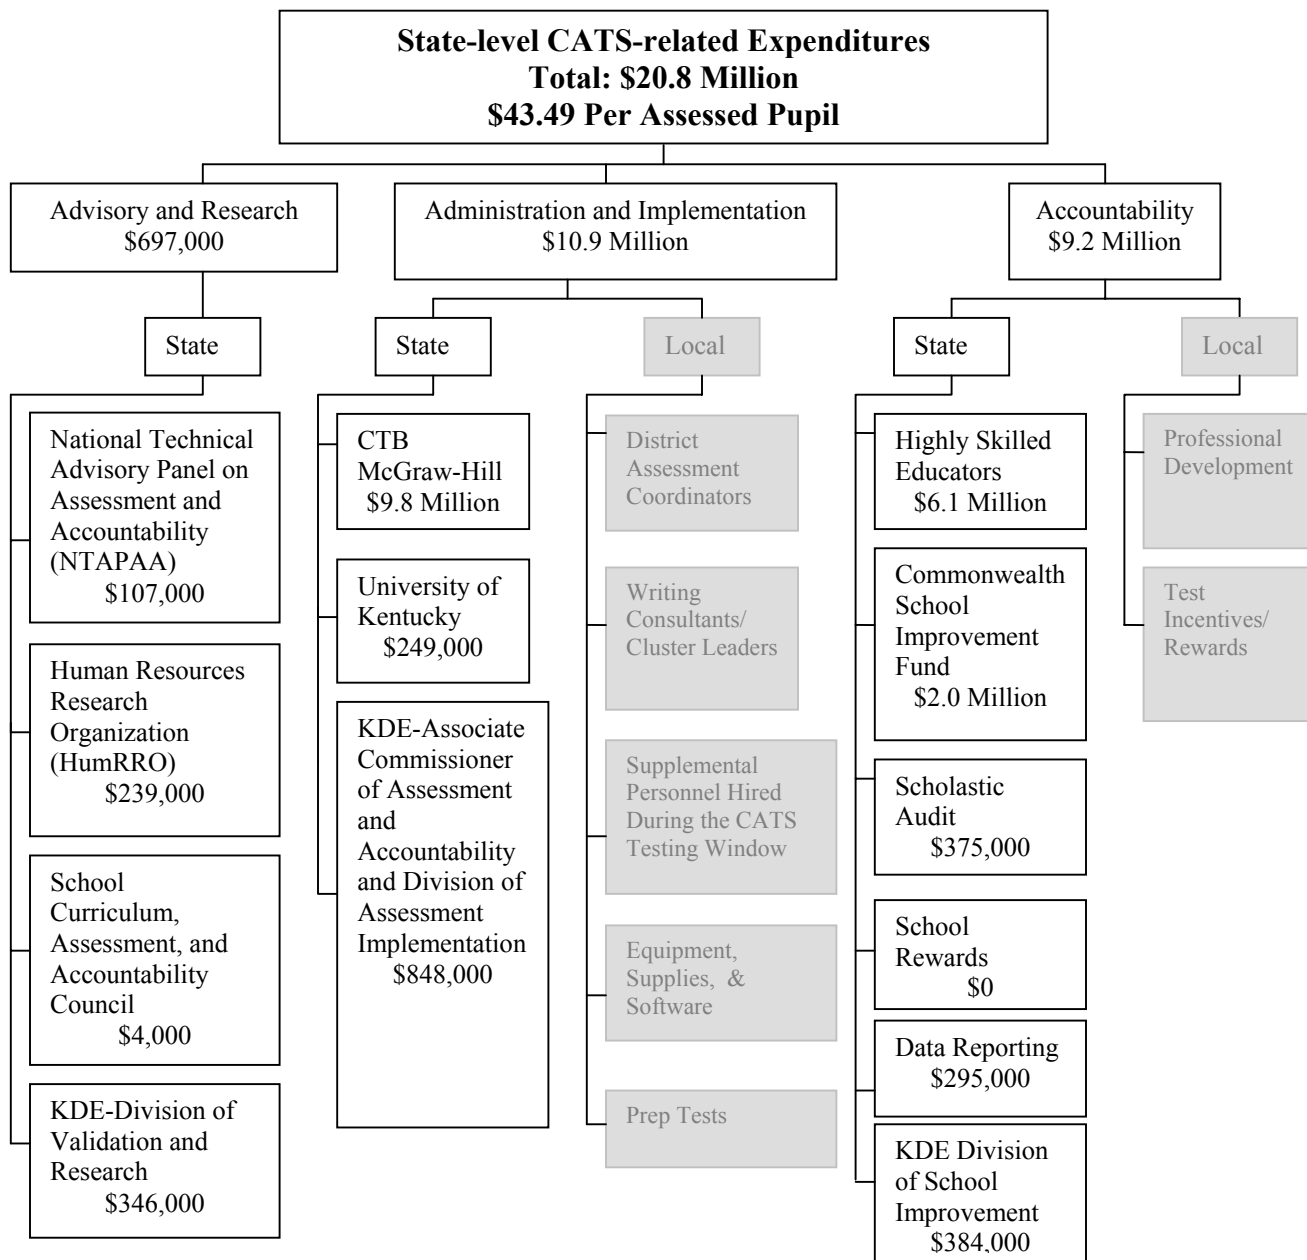 State-level CATS-related Expenditures
Total: $20.8 Million
$43.49 Per Assessed Pupil
Advisory and Research
$697,000
Administration and Implementation
$10.9 Million
Accountability
$9.2 Million
State
State
Local
State
Local
National Technical
Advisory Panel on
Assessment and
Accountability
(NTAPAA)
$107,000
Human Resources
Research
Organization
(HumRRO)
$239,000
School
Curriculum,
Assessment, and
Accountability
Council
$4,000
KDE-Division of
Validation and
Research
$346,000
CTB
McGraw-Hill
$9.8 Million
University of
Kentucky
$249,000
KDE-Associate
Commissioner
of Assessment
and
Accountability
and Division of
Assessment
Implementation
$848,000
District
Assessment
Coordinators
Writing
Consultants/
Cluster Leaders
Supplemental
Personnel Hired
During the CATS
Testing Window
Equipment,
Supplies, &
Software
Prep Tests
Highly Skilled
Educators
$6.1 Million
Commonwealth
School
Improvement
Fund
$2.0 Million
Scholastic
Audit
$375,000
School
Rewards
$0
Data Reporting
$295,000
KDE Division
of School
Improvement
$384,000
Professional
Development
Test
Incentives/
Rewards